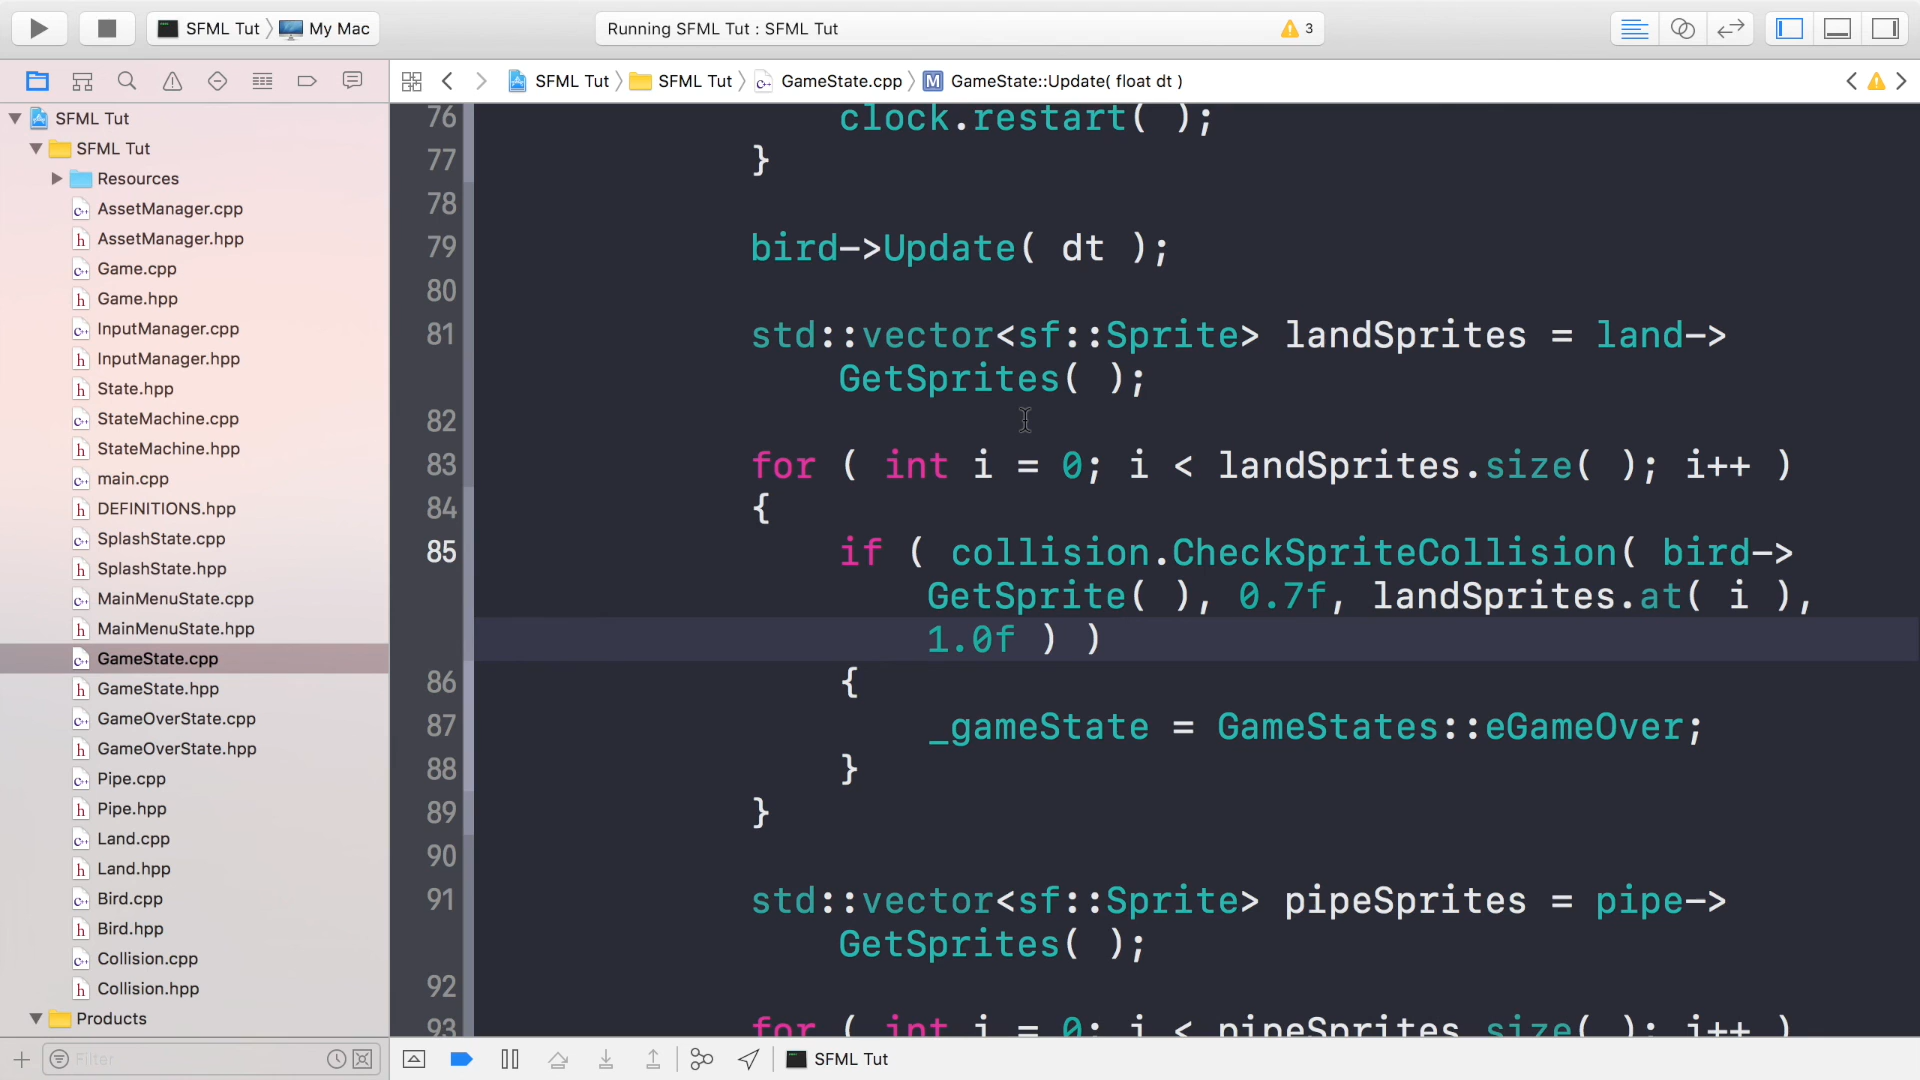 SFML Tut My Mac
Running SFML Tut : SFML Tut
3
SFML Tut SFML Tut GameState.cpp M GameState::Update( float dt )
SFML Tut
SFML Tut
Resources
AssetManager.cpp
AssetManager.hpp
Game.cpp
Game.hpp
InputManager.cpp
InputManager.hpp
State.hpp
StateMachine.cpp
StateMachine.hpp
main.cpp
DEFINITIONS.hpp
SplashState.cpp
SplashState.hpp
MainMenuState.cpp
MainMenuState.hpp
GameState.cpp
GameState.hpp
GameOverState.cpp
GameOverState.hpp
Pipe.cpp
Pipe.hpp
Land.cpp
Land.hpp
Bird.cpp
Bird.hpp
Collision.cpp
Collision.hpp
Products
Filter
76 clock.restart( );
77 }
78
79 bird->Update( dt );
80
81 std::vector<sf::Sprite> landSprites = land->
GetSprites( );
82
83 for ( int i = 0; i < landSprites.size( ); i++ )
84 {
85 if ( collision.CheckSpriteCollision( bird->
GetSprite( ), 0.7f, landSprites.at( i ),
1.0f ) )
86 {
87 _gameState = GameStates::eGameOver;
88 }
89 }
90
91 std::vector<sf::Sprite> pipeSprites = pipe->
GetSprites( );
92
93 for ( int i = 0; i < pipeSprites.size( ); i++ )
SFML Tut